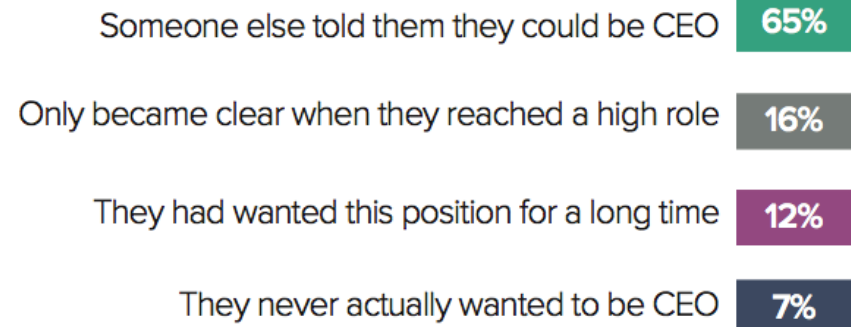 Someone else told them they could be CEO 65%
Only became clear when they reached a high role 16%
They had wanted this position for a long time 12%
They never actually wanted to be CEO 7%